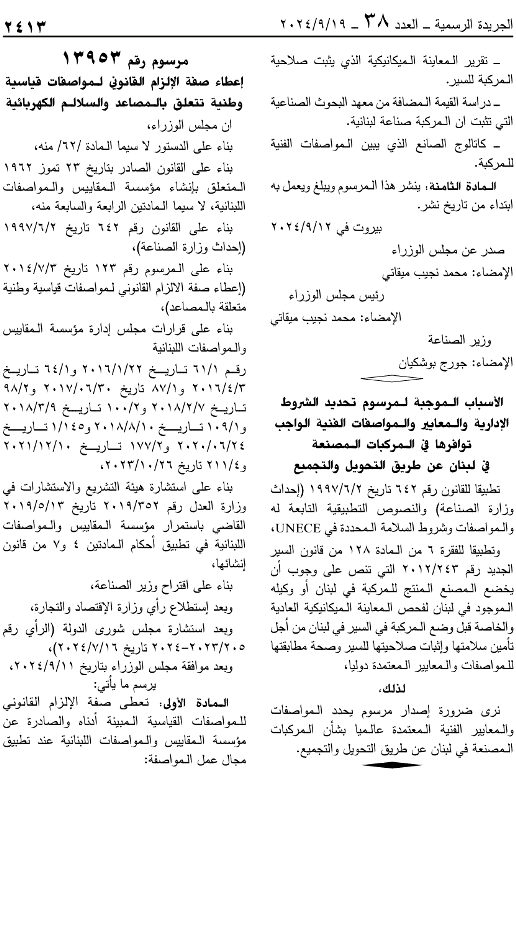 الجريدة الرسمية ــ العدد ٣٨ ــ ٢٠٢٤/٩/١٩
٢٤١٣
ــ تقرير المعاينة الميكانيكية الذي يثبت صلاحية
المركبة للسير.
ــ دراسة القيمة المضافة من معهد البحوث الصناعية
التي تثبت ان المركبة صناعة لبنانية.
ــ كاتالوج الصانع الذي يبين المواصفات الفنية
للمركبة.
المادة الثامنة: ينشر هذا المرسوم ويبلغ ويعمل به
ابتداء من تاريخ نشر.
بيروت في ٢٠٢٤/٩/١٢
صدر عن مجلس الوزراء
الإمضاء: محمد نجيب ميقاتي
رئيس مجلس الوزراء
الإمضاء: محمد نجيب ميقاتي
وزير الصناعة
الإمضاء: جورج بوشكيان
الأسباب الموجبة لمرسوم تحديد الشروط
الإدارية والمعايير والمواصفات الفنية الواجب
توافرها في المركبات المصنعة
في لبنان عن طريق التحويل والتجميع
تطبيقا للقانون رقم ٦٤٢ تاريخ ١٩٩٧/٦/٢ (إحداث
وزارة الصناعة) والنصوص التطبيقية التابعة له
والمواصفات وشروط السلامة المحددة في UNECE،
وتطبيقا للفقرة ٦ من المادة ١٢٨ من قانون السير
الجديد رقم ٢٠١٢/٢٤٣ التي تنص على وجوب أن
يخضع المصنع المنتج للمركبة في لبنان أو وكيله
الموجود في لبنان لفحص المعاينة الميكانيكية العادية
والخاصة قبل وضع المركبة في السير في لبنان من أجل
تأمين سلامتها وإثبات صلاحيتها للسير وصحة مطابقتها
للمواصفات والمعايير المعتمدة دوليا،
لذلك،
نرى ضرورة إصدار مرسوم يحدد المواصفات
والمعايير الفنية المعتمدة عالميا بشأن المركبات
المصنعة في لبنان عن طريق التحويل والتجميع.
مرسوم رقم ١٣٩٥٣
إعطاء صفة الإلزام القانوني لمواصفات قياسية
وطنية تتعلق بالمصاعد والسلالم الكهربائية
ان مجلس الوزراء،
بناء على الدستور لا سيما المادة /٦٢/ منه،
بناء على القانون الصادر بتاريخ ٢٣ تموز ١٩٦٢
المتعلق بإنشاء مؤسسة المقاييس والمواصفات
اللبنانية، لا سيما المادتين الرابعة والسابعة منه،
بناء على القانون رقم ٦٤٢ تاريخ ١٩٩٧/٦/٢
(إحداث وزارة الصناعة)،
بناء على المرسوم رقم ١٢٣ تاريخ ٢٠١٤/٧/٣
(إعطاء صفة الالزام القانوني لمواصفات قياسية وطنية
متعلقة بالمصاعد)،
بناء على قرارات مجلس إدارة مؤسسة المقاييس
والمواصفات اللبنانية
رقم ٦١/١ تاريخ ٢٠١٦/١/٢٢ و٦٤/١ تاريخ
٢٠١٦/٤/٣ و٨٧/١ تاريخ ٢٠١٧/٠٦/٣٠ و٩٨/٢
تاريخ ٢٠١٨/٢/٧ و١٠٠/٢ تاريخ ٢٠١٨/٣/٩
و١٠٩/١ تاريخ ٢٠١٨/٨/١٠ و١/١٤٥ تاريخ
٢٠٢٠/٠٦/٢٤ و١٧٧/٢ تاريخ ٢٠٢١/١٢/١٠
و٢١١/٤ تاريخ ٢٠٢٣/١٠/٢٦،
بناء على استشارة هيئة التشريع والاستشارات في
وزارة العدل رقم ٢٠١٩/٣٥٢ تاريخ ٢٠١٩/٥/١٣
القاضي باستمرار مؤسسة المقاييس والمواصفات
اللبنانية في تطبيق أحكام المادتين ٤ و٧ من قانون
إنشائها،
بناء على اقتراح وزير الصناعة،
وبعد إستطلاع رأي وزارة الإقتصاد والتجارة،
وبعد استشارة مجلس شورى الدولة (الرأي رقم
٢٠٢٣/٢٠٥-٢٠٢٤ تاريخ ٢٠٢٤/٧/١٦)،
وبعد موافقة مجلس الوزراء بتاريخ ٢٠٢٤/٩/١١،
يرسم ما يأتي:
المادة الاولى: تعطى صفة الإلزام القانوني
للمواصفات القياسية المبينة أدناه والصادرة عن
مؤسسة المقاييس والمواصفات اللبنانية عند تطبيق
مجال عمل المواصفة: